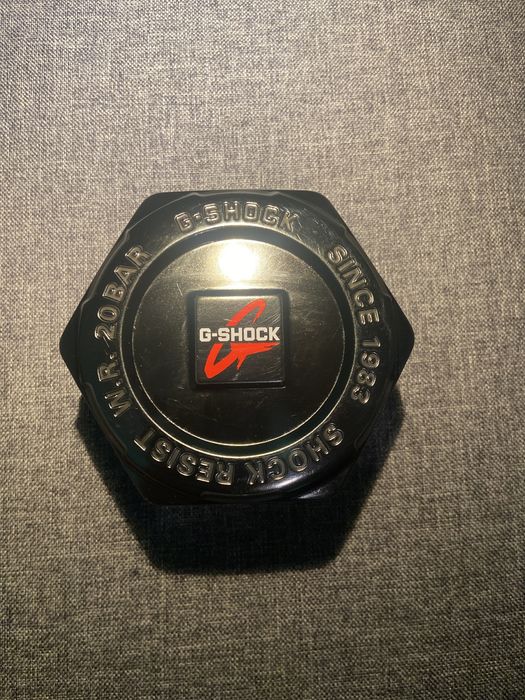 G-SHOCK
SINCE 1983
SHOCK RESIST
W.R. 20BAR
G-SHOCK